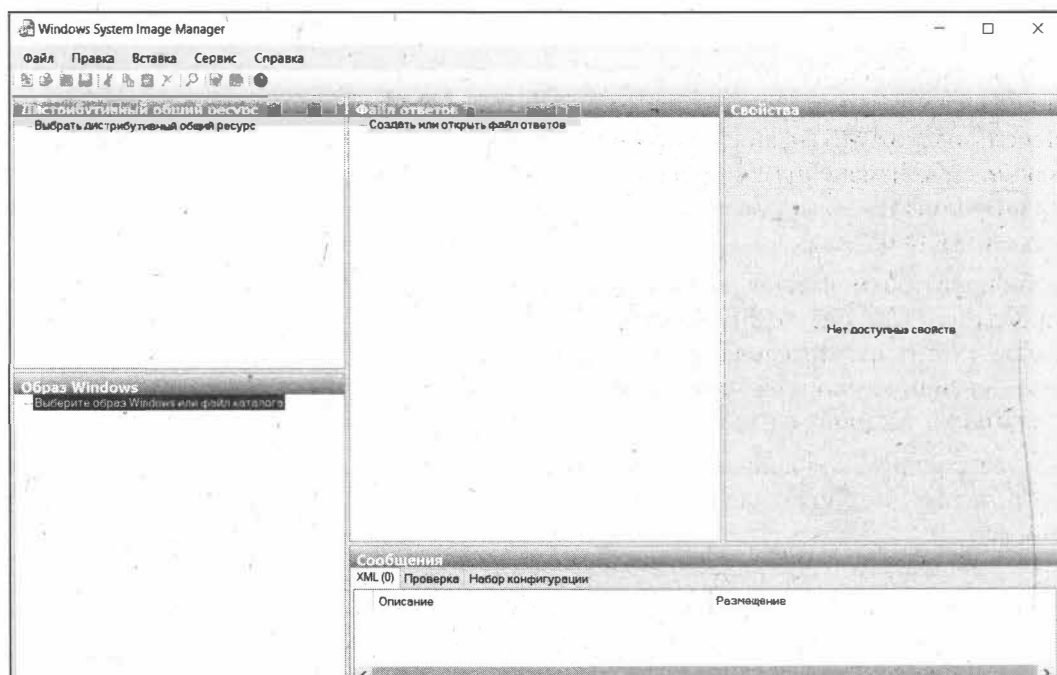 Windows System Image Manager
Файл Правка Вставка Сервис Справка
Дистрибутивный общий ресурс
Выбрать дистрибутивный общий ресурс
Файл ответов
Создать или открыть файл ответов
Свойства
Нет доступных свойств
Образ Windows
Выберите образ Windows или файл каталога
Сообщения
XML (0) Проверка Набор конфигурации
Описание Размещение